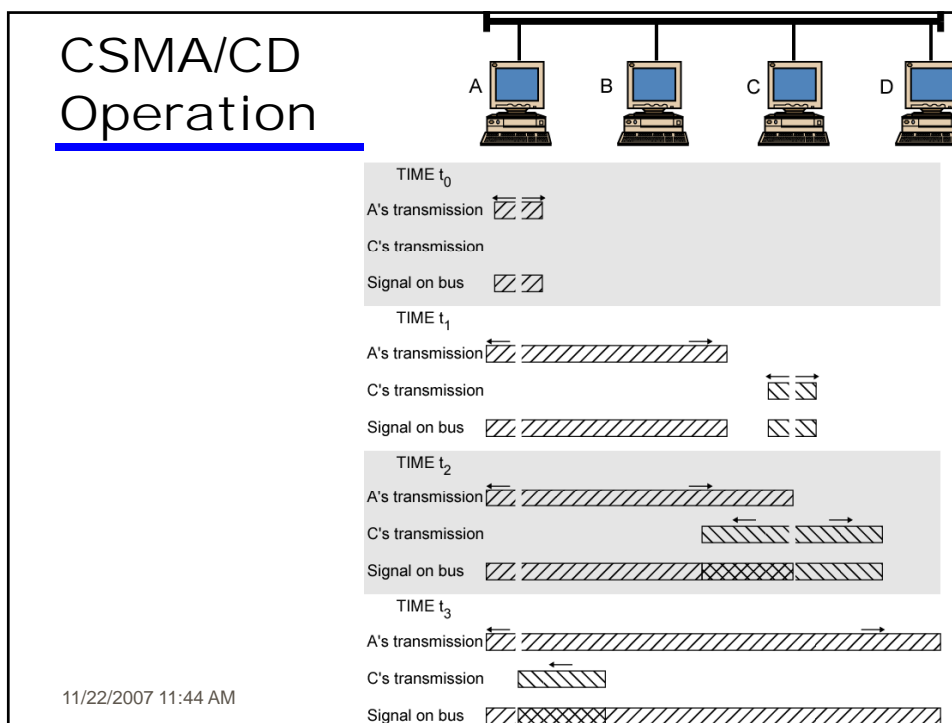 CSMA/CD
Operation
A B C D
TIME t0
A's transmission
C's transmission
Signal on bus
TIME t1
A's transmission
C's transmission
Signal on bus
TIME t2
A's transmission
C's transmission
Signal on bus
TIME t3
A's transmission
C's transmission
Signal on bus
11/22/2007 11:44 AM